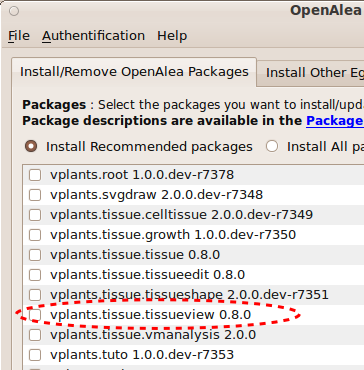 OpenAlea
File Authentification Help
Install/Remove OpenAlea Packages Install Other
Packages : Select the packages you want to
Package descriptions are available in the Package
Install Recommended packages Install All
vplants.root 1.0.0.dev-r7378
vplants.svgdraw 2.0.0.dev-r7348
vplants.tissue.celltissue 2.0.0.dev-r7349
vplants.tissue.growth 1.0.0.dev-r7350
vplants.tissue.tissue 0.8.0
vplants.tissue.tissueedit 0.8.0
vplants.tissue.tissueshape 2.0.0.dev-r7351
vplants.tissue.tissueview 0.8.0
vplants.tissue.vmanalysis 2.0.0
vplants.tuto 1.0.0.dev-r7353